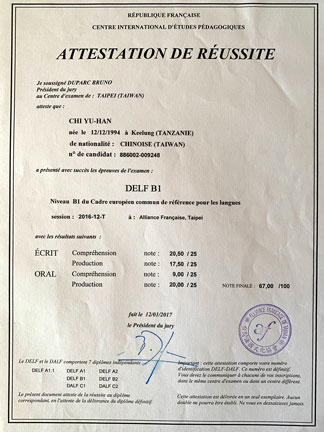 RÉPUBLIQUE FRANÇAISE
CENTRE INTERNATIONAL D'ÉTUDES PÉDAGOGIQUES
ATTESTATION DE RÉUSSITE
Je soussigné DUPARC BRUNO
Président du jury
au Centre d'examen de : TAIPEI (TAIWAN)
atteste que :
CHI YU-HAN
née le 12/12/1994 à Keelung (TANZANIE)
de nationalité : CHINOISE (TAIWAN)
n° de candidat : 886002-009248
a présenté avec succès les épreuves de l'examen :
DELF B1
Niveau B1 du Cadre européen commun de référence pour les langues
session : 2016-12-T à : Alliance Française, Taipei
avec les résultats suivants :
ÉCRIT Compréhension note : 20,50 / 25
Production note : 17,50 / 25
ORAL Compréhension note : 9,00 / 25
Production note : 20,00 / 25 NOTE FINALE : 67,00 /100
fait le 12/01/2017
le Président du jury
Le DELF et le DALF comportent 7 diplômes indépendants :
DELF A1.1 DELF A1 DELF A2
DELF B1 DELF B2
DALF C1 DALF C2
Le présent document atteste de la réussite au diplôme
correspondant, en l'attente de la délivrance du diplôme définitif.
Important : cette attestation comporte votre numéro
d'identification DELF-DALF. Ce numéro est définitif.
Vous devez le communiquer à chacune de vos inscriptions,
dans le même centre d'examen ou dans un centre différent.
Cette attestation est délivrée en un seul exemplaire. Aucun
double ne pourra être établi. Ne vous en dessaisissez jamais.